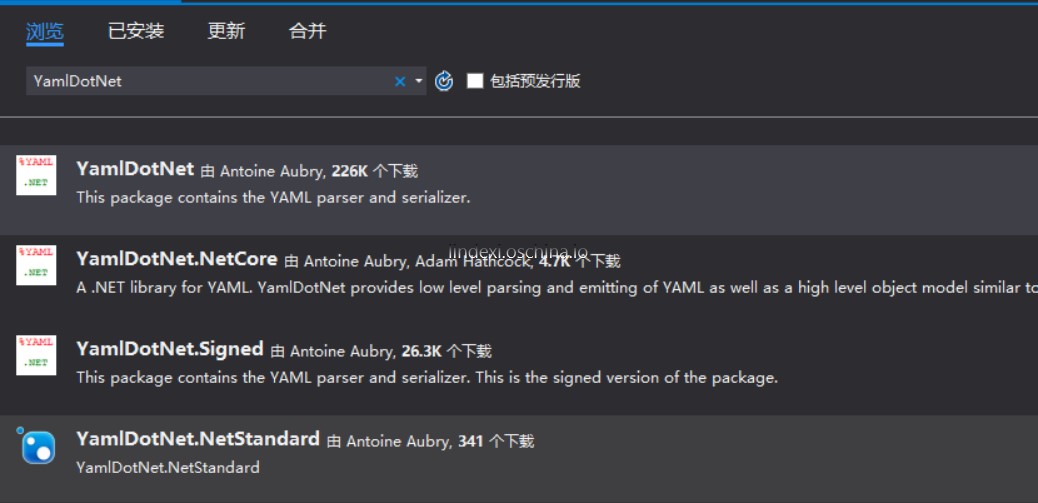 浏览 已安装 更新 合并
YamlDotNet 包括预发行版
%YAML
.NET
YamlDotNet 由 Antoine Aubry, 226K 个下载
This package contains the YAML parser and serializer.
lindexi.oschina.io
%YAML
.NET
YamlDotNet.NetCore 由 Antoine Aubry, Adam Hathcock, 4.7K 个下载
A .NET library for YAML. YamlDotNet provides low level parsing and emitting of YAML as well as a high level object model similar to
%YAML
.NET
YamlDotNet.Signed 由 Antoine Aubry, 26.3K 个下载
This package contains the YAML parser and serializer. This is the signed version of the package.
YamlDotNet.NetStandard 由 Antoine Aubry, 341 个下载
YamlDotNet.NetStandard